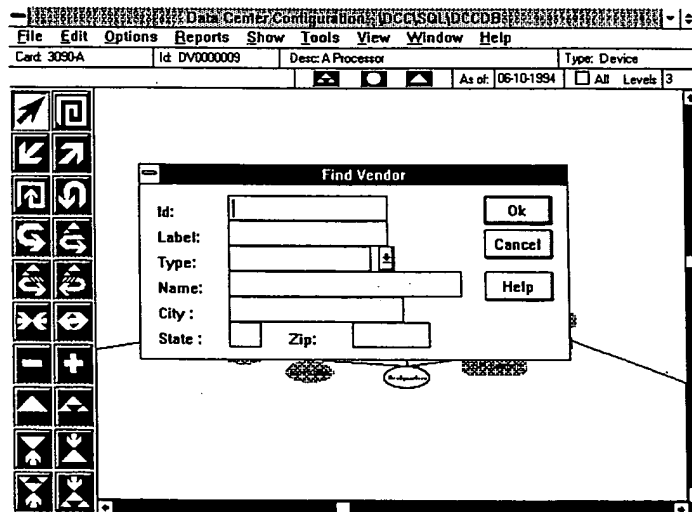 Data Center Configuration: \DCC\SQL\DCCDB
File Edit Options Reports Show Tools View Window Help
Card: 3090-A Id: DV0000009 Desc: A Processor Type: Device
As of: 06-10-1994 All Levels 3
Find Vendor
Id: Ok
Label:
Type: Cancel
Name: Help
City :
State : Zip:
Headquarters